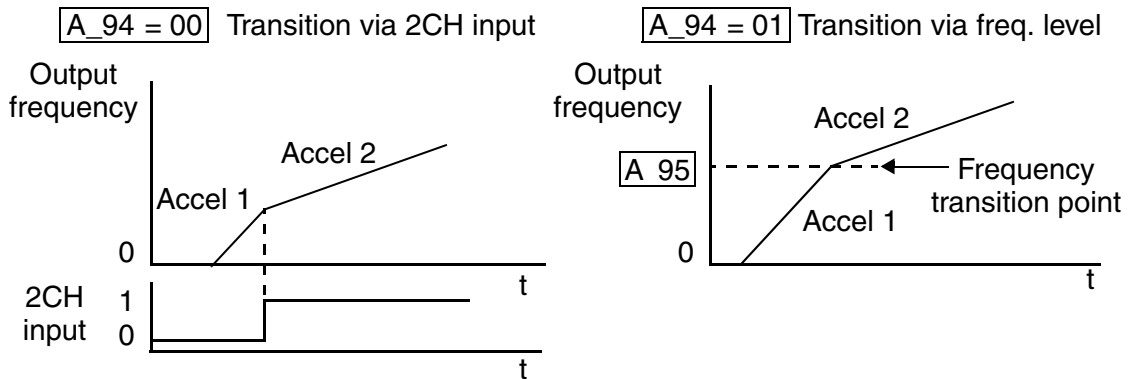 A_94 = 00 Transition via 2CH input
Output
frequency
Accel 2
Accel 1
0
t
2CH
input
1
0
t
A_94 = 01 Transition via freq. level
Output
frequency
Accel 2
A 95
Frequency
transition point
Accel 1
0
t